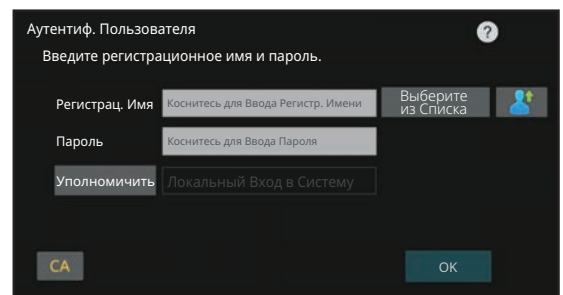 Аутентиф. Пользователя
?
Введите регистрационное имя и пароль.
Регистрац. Имя
Коснитесь для Ввода Регистр. Имени
Выберите
из Списка
Пароль
Коснитесь для Ввода Пароля
Уполномичить
Локальный Вход в Систему
CA
OK